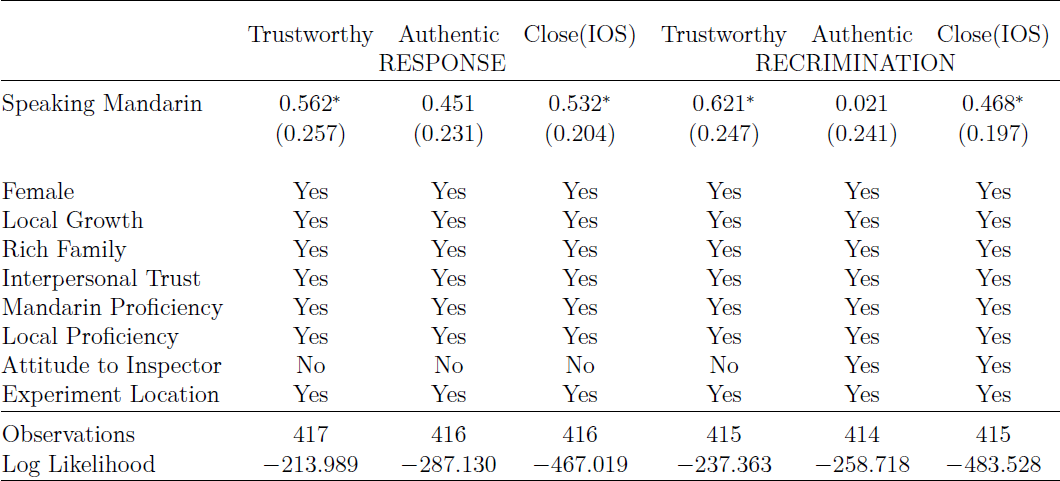 Trustworthy Authentic Close(IOS) Trustworthy Authentic Close(IOS)
RESPONSE RECRIMINATION
Speaking Mandarin 0.562* 0.451 0.532* 0.621* 0.021 0.468*
(0.257) (0.231) (0.204) (0.247) (0.241) (0.197)
Female Yes Yes Yes Yes Yes Yes
Local Growth Yes Yes Yes Yes Yes Yes
Rich Family Yes Yes Yes Yes Yes Yes
Interpersonal Trust Yes Yes Yes Yes Yes Yes
Mandarin Proficiency Yes Yes Yes Yes Yes Yes
Local Proficiency Yes Yes Yes Yes Yes Yes
Attitude to Inspector No No No No Yes Yes
Experiment Location Yes Yes Yes Yes Yes Yes
Observations 417 416 416 415 414 415
Log Likelihood −213.989 −287.130 −467.019 −237.363 −258.718 −483.528